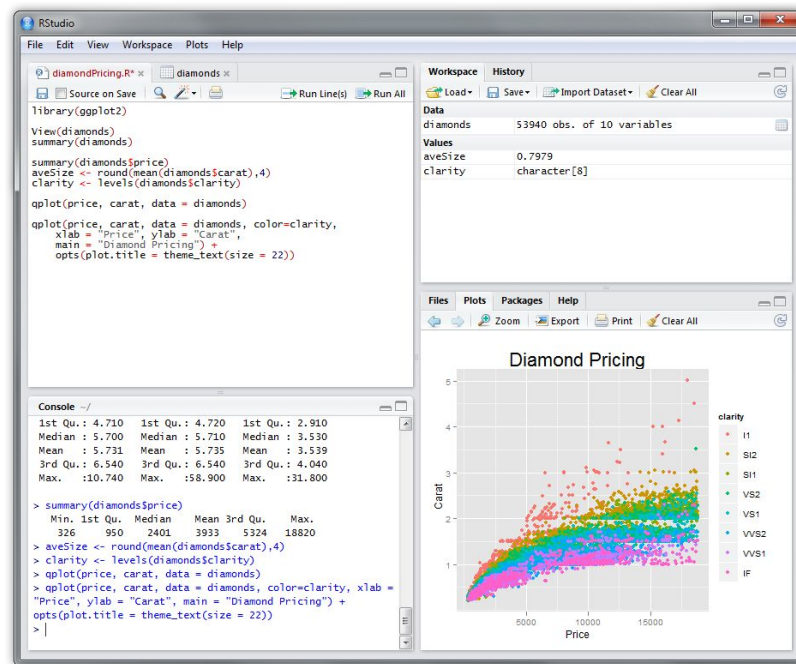 RStudio
File Edit View Workspace Plots Help
diamondPricing.R* diamonds
Source on Save Run Line(s) Run All
library(ggplot2)
View(diamonds)
summary(diamonds)
summary(diamonds$price)
aveSize <- round(mean(diamonds$carat),4)
clarity <- levels(diamonds$clarity)
qplot(price, carat, data = diamonds)
qplot(price, carat, data = diamonds, color=clarity,
xlab = "Price", ylab = "Carat",
main = "Diamond Pricing") +
opts(plot.title = theme_text(size = 22))
Console ~/
1st Qu.: 4.710 1st Qu.: 4.720 1st Qu.: 2.910
Median : 5.700 Median : 5.710 Median : 3.530
Mean : 5.731 Mean : 5.735 Mean : 3.539
3rd Qu.: 6.540 3rd Qu.: 6.540 3rd Qu.: 4.040
Max. :10.740 Max. :58.900 Max. :31.800
> summary(diamonds$price)
Min. 1st Qu. Median Mean 3rd Qu. Max.
326 950 2401 3933 5324 18820
> aveSize <- round(mean(diamonds$carat),4)
> clarity <- levels(diamonds$clarity)
> qplot(price, carat, data = diamonds)
> qplot(price, carat, data = diamonds, color=clarity, xlab =
"Price", ylab = "Carat", main = "Diamond Pricing") +
opts(plot.title = theme_text(size = 22))
>
Workspace History
Load Save Import Dataset Clear All
Data
diamonds 53940 obs. of 10 variables
Values
aveSize 0.7979
clarity character[8]
Files Plots Packages Help
Zoom Export Print Clear All
Diamond Pricing
5
4
3
2
1
Carat
5000 10000 15000
Price
clarity
I1
SI2
SI1
VS2
VS1
VVS2
VVS1
IF